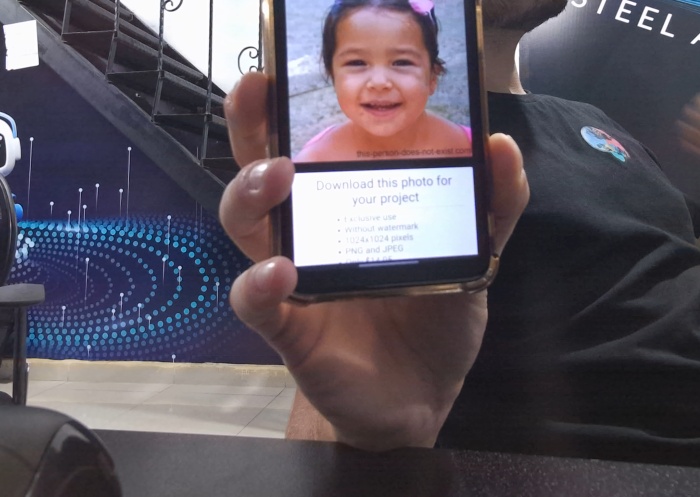 STEEL
this-person-does-not-exist.com
Download this photo for
your project
• Exclusive use
• Without watermark
• 1024x1024 pixels
• PNG and JPEG